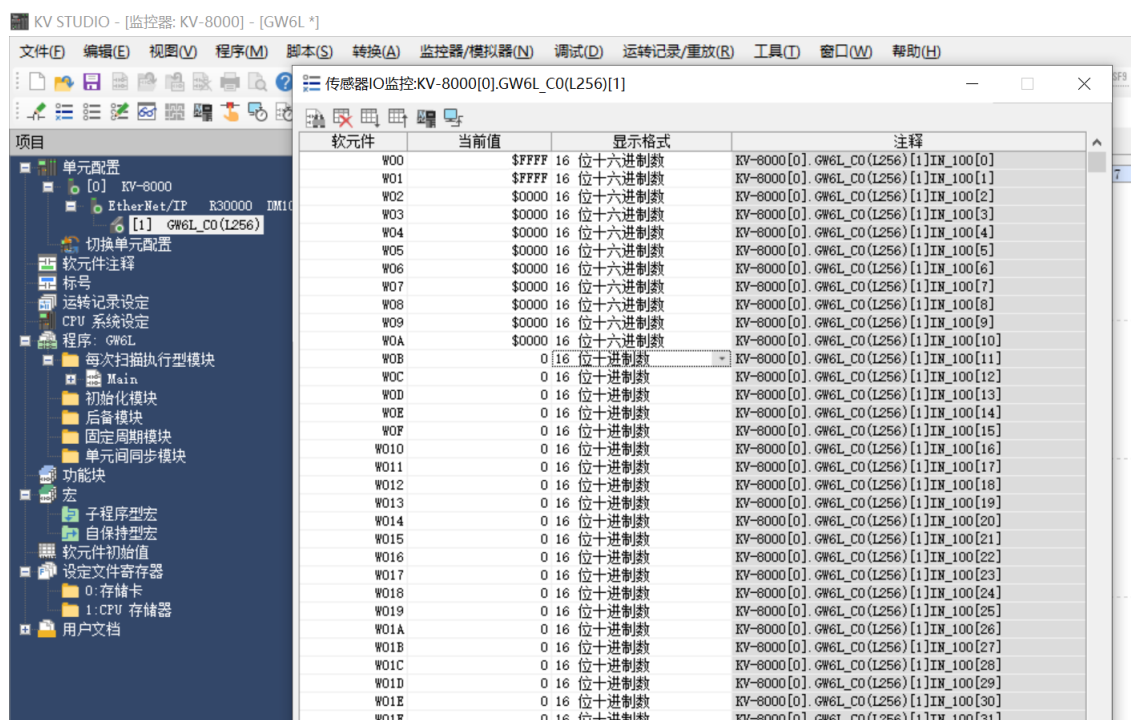 KV STUDIO - [监控器: KV-8000] - [GW6L *]
文件(F) 编辑(E) 视图(V) 程序(M) 脚本(S) 转换(A) 监控器/模拟器(N) 调试(D) 运转记录/重放(R) 工具(T) 窗口(W) 帮助(H)
传感器IO监控:KV-8000[0].GW6L_C0(L256)[1]
项目
单元配置
[0] KV-8000
EtherNet/IP R30000 DM10
[1] GW6L_C0(L256)
切换单元配置
软元件注释
标号
运转记录设定
CPU 系统设定
程序: GW6L
每次扫描执行型模块
Main
初始化模块
后备模块
固定周期模块
单元间同步模块
功能块
宏
子程序型宏
自保持型宏
软元件初始值
设定文件寄存器
0:存储卡
1:CPU 存储器
用户文档
软元件 当前值 显示格式 注释
W00 $FFFF 16 位十六进制数 KV-8000[0].GW6L_C0(L256)[1]IN_100[0]
W01 $FFFF 16 位十六进制数 KV-8000[0].GW6L_C0(L256)[1]IN_100[1]
W02 $0000 16 位十六进制数 KV-8000[0].GW6L_C0(L256)[1]IN_100[2]
W03 $0000 16 位十六进制数 KV-8000[0].GW6L_C0(L256)[1]IN_100[3]
W04 $0000 16 位十六进制数 KV-8000[0].GW6L_C0(L256)[1]IN_100[4]
W05 $0000 16 位十六进制数 KV-8000[0].GW6L_C0(L256)[1]IN_100[5]
W06 $0000 16 位十六进制数 KV-8000[0].GW6L_C0(L256)[1]IN_100[6]
W07 $0000 16 位十六进制数 KV-8000[0].GW6L_C0(L256)[1]IN_100[7]
W08 $0000 16 位十六进制数 KV-8000[0].GW6L_C0(L256)[1]IN_100[8]
W09 $0000 16 位十六进制数 KV-8000[0].GW6L_C0(L256)[1]IN_100[9]
W0A $0000 16 位十六进制数 KV-8000[0].GW6L_C0(L256)[1]IN_100[10]
W0B 0 16 位十进制数 KV-8000[0].GW6L_C0(L256)[1]IN_100[11]
W0C 0 16 位十进制数 KV-8000[0].GW6L_C0(L256)[1]IN_100[12]
W0D 0 16 位十进制数 KV-8000[0].GW6L_C0(L256)[1]IN_100[13]
W0E 0 16 位十进制数 KV-8000[0].GW6L_C0(L256)[1]IN_100[14]
W0F 0 16 位十进制数 KV-8000[0].GW6L_C0(L256)[1]IN_100[15]
W010 0 16 位十进制数 KV-8000[0].GW6L_C0(L256)[1]IN_100[16]
W011 0 16 位十进制数 KV-8000[0].GW6L_C0(L256)[1]IN_100[17]
W012 0 16 位十进制数 KV-8000[0].GW6L_C0(L256)[1]IN_100[18]
W013 0 16 位十进制数 KV-8000[0].GW6L_C0(L256)[1]IN_100[19]
W014 0 16 位十进制数 KV-8000[0].GW6L_C0(L256)[1]IN_100[20]
W015 0 16 位十进制数 KV-8000[0].GW6L_C0(L256)[1]IN_100[21]
W016 0 16 位十进制数 KV-8000[0].GW6L_C0(L256)[1]IN_100[22]
W017 0 16 位十进制数 KV-8000[0].GW6L_C0(L256)[1]IN_100[23]
W018 0 16 位十进制数 KV-8000[0].GW6L_C0(L256)[1]IN_100[24]
W019 0 16 位十进制数 KV-8000[0].GW6L_C0(L256)[1]IN_100[25]
W01A 0 16 位十进制数 KV-8000[0].GW6L_C0(L256)[1]IN_100[26]
W01B 0 16 位十进制数 KV-8000[0].GW6L_C0(L256)[1]IN_100[27]
W01C 0 16 位十进制数 KV-8000[0].GW6L_C0(L256)[1]IN_100[28]
W01D 0 16 位十进制数 KV-8000[0].GW6L_C0(L256)[1]IN_100[29]
W01E 0 16 位十进制数 KV-8000[0].GW6L_C0(L256)[1]IN_100[30]
W01F 0 16 位十进制数 KV-8000[0].GW6L_C0(L256)[1]IN_100[31]
SF9
7